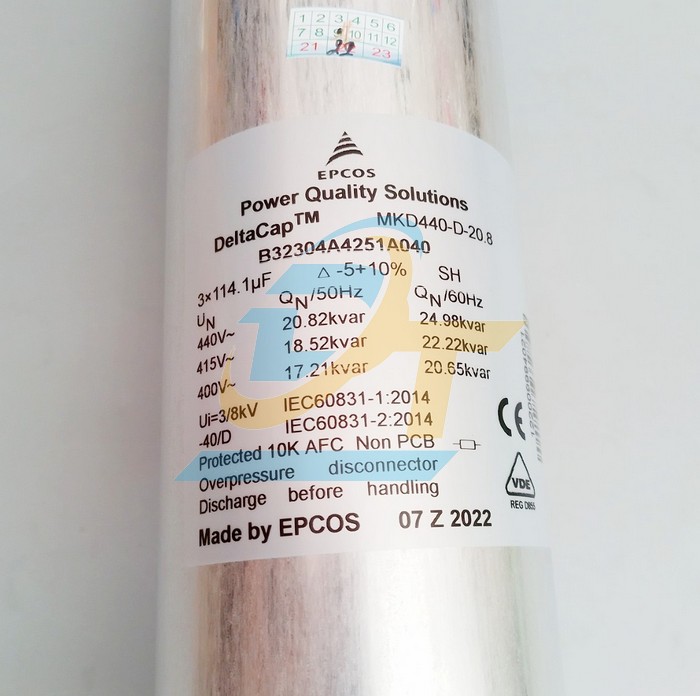 1 2 3 4 5 6
7 8 9 10 11 12
21 23
EPCOS
Power Quality Solutions
DeltaCap™ MKD440-D-20.8
B32304A4251A040
3×114.1µF △ -5+10% SH
UN QN/50Hz QN/60Hz
440V~ 20.82kvar 24.98kvar
415V~ 18.52kvar 22.22kvar
400V~ 17.21kvar 20.65kvar
Ui=3/8kV IEC60831-1:2014
-40/D IEC60831-2:2014
Protected 10K AFC Non PCB
Overpressure disconnector
Discharge before handling
Made by EPCOS 07 Z 2022
CE
VDE
REG D855